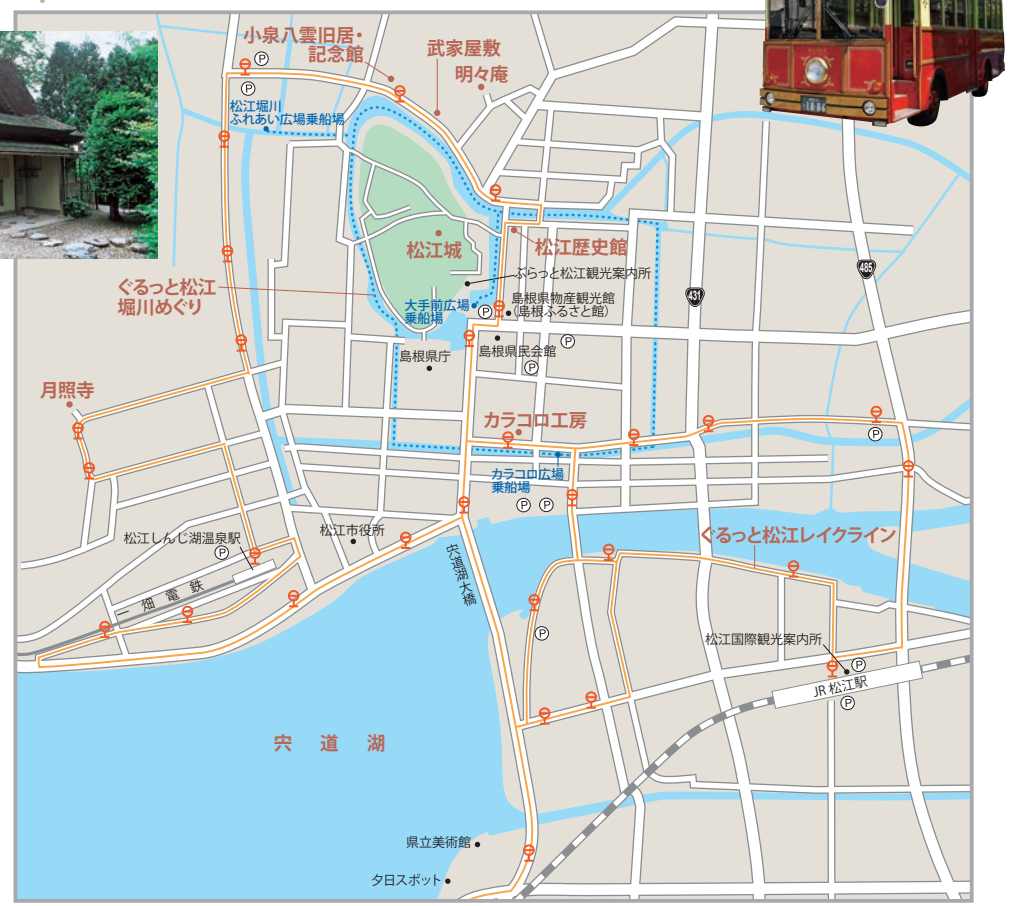 小泉八雲旧居・
記念館
武家屋敷
明々庵
松江堀川
ふれあい広場乗船場
松江城
松江歴史館
ぶらっと松江観光案内所
ぐるっと松江
堀川めぐり
大手前広場
乗船場
島根県物産観光館
(島根ふるさと館)
島根県庁
島根県民会館
485
431
月照寺
カラコロ工房
カラコロ広場
乗船場
松江しんじ湖温泉駅
松江市役所
宍道湖大橋
ぐるっと松江レイクライン
一畑電鉄
松江国際観光案内所
JR 松江駅
宍道湖
県立美術館
夕日スポット
P
P
P
P
P
P
P
P
P
P
P
P